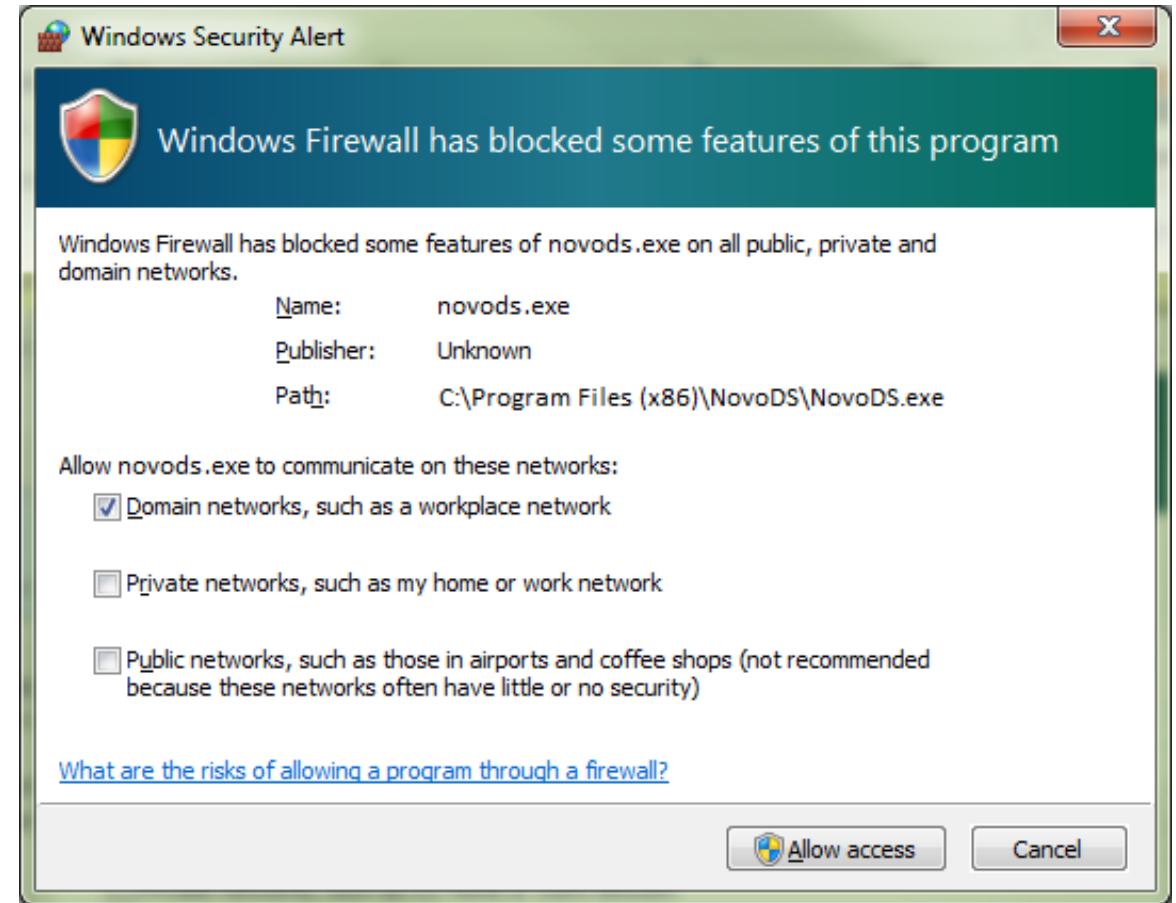 Windows Security Alert
Windows Firewall has blocked some features of this program
Windows Firewall has blocked some features of novods.exe on all public, private and
domain networks.
Name: novods.exe
Publisher: Unknown
Path: C:\Program Files (x86)\NovoDS\NovoDS.exe
Allow novods.exe to communicate on these networks:
Domain networks, such as a workplace network
Private networks, such as my home or work network
Public networks, such as those in airports and coffee shops (not recommended
because these networks often have little or no security)
What are the risks of allowing a program through a firewall?
Allow access Cancel